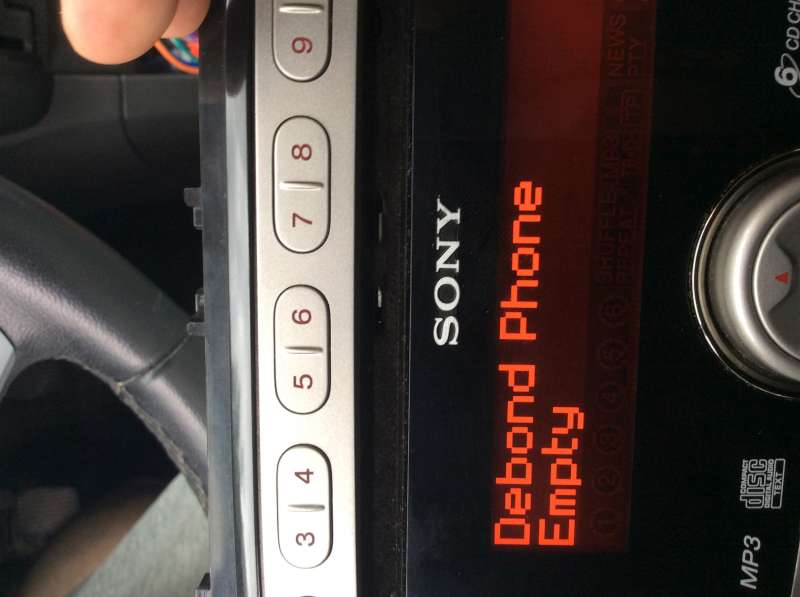 3 4
5 6
7 8
9
SONY
Debond Phone
Empty
1 2 3 4 5 6
SHUFFLE MP3
REPEAT TA TP
NEWS
PTY
MP3
COMPACT
disc
DIGITAL AUDIO
TEXT
6 CD CH